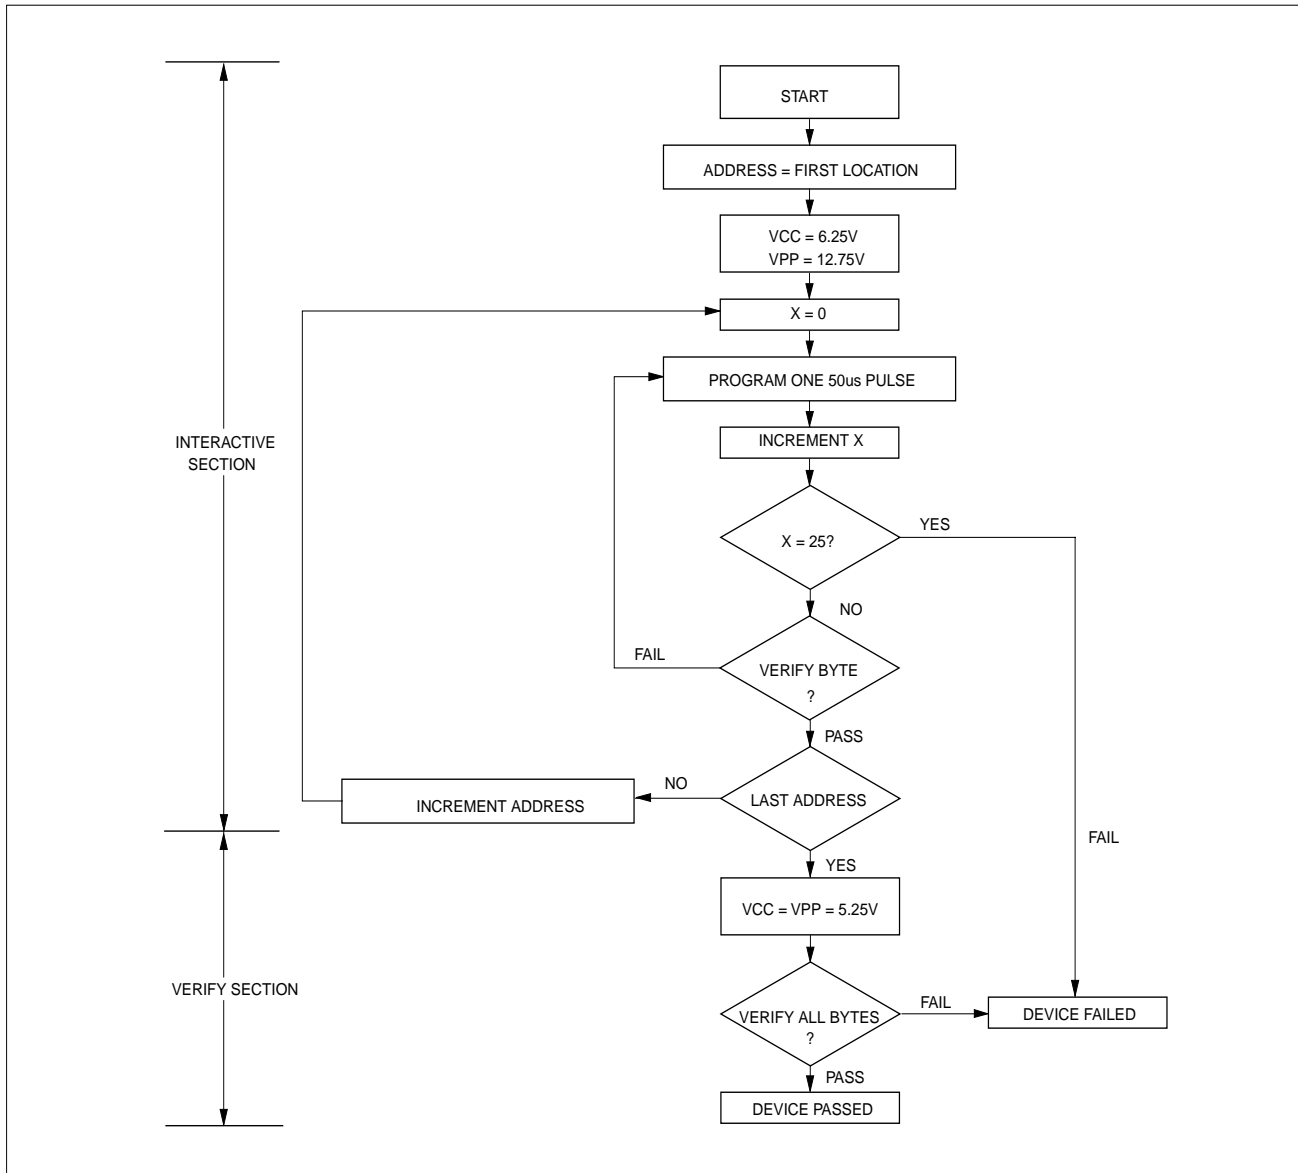 START
ADDRESS = FIRST LOCATION
VCC = 6.25V
VPP = 12.75V
X = 0
PROGRAM ONE 50us PULSE
INTERACTIVE
SECTION
INCREMENT X
X = 25?
YES
NO
FAIL
VERIFY BYTE
?
PASS
NO
LAST ADDRESS
INCREMENT ADDRESS
FAIL
YES
VCC = VPP = 5.25V
VERIFY SECTION
VERIFY ALL BYTES
?
FAIL
DEVICE FAILED
PASS
DEVICE PASSED